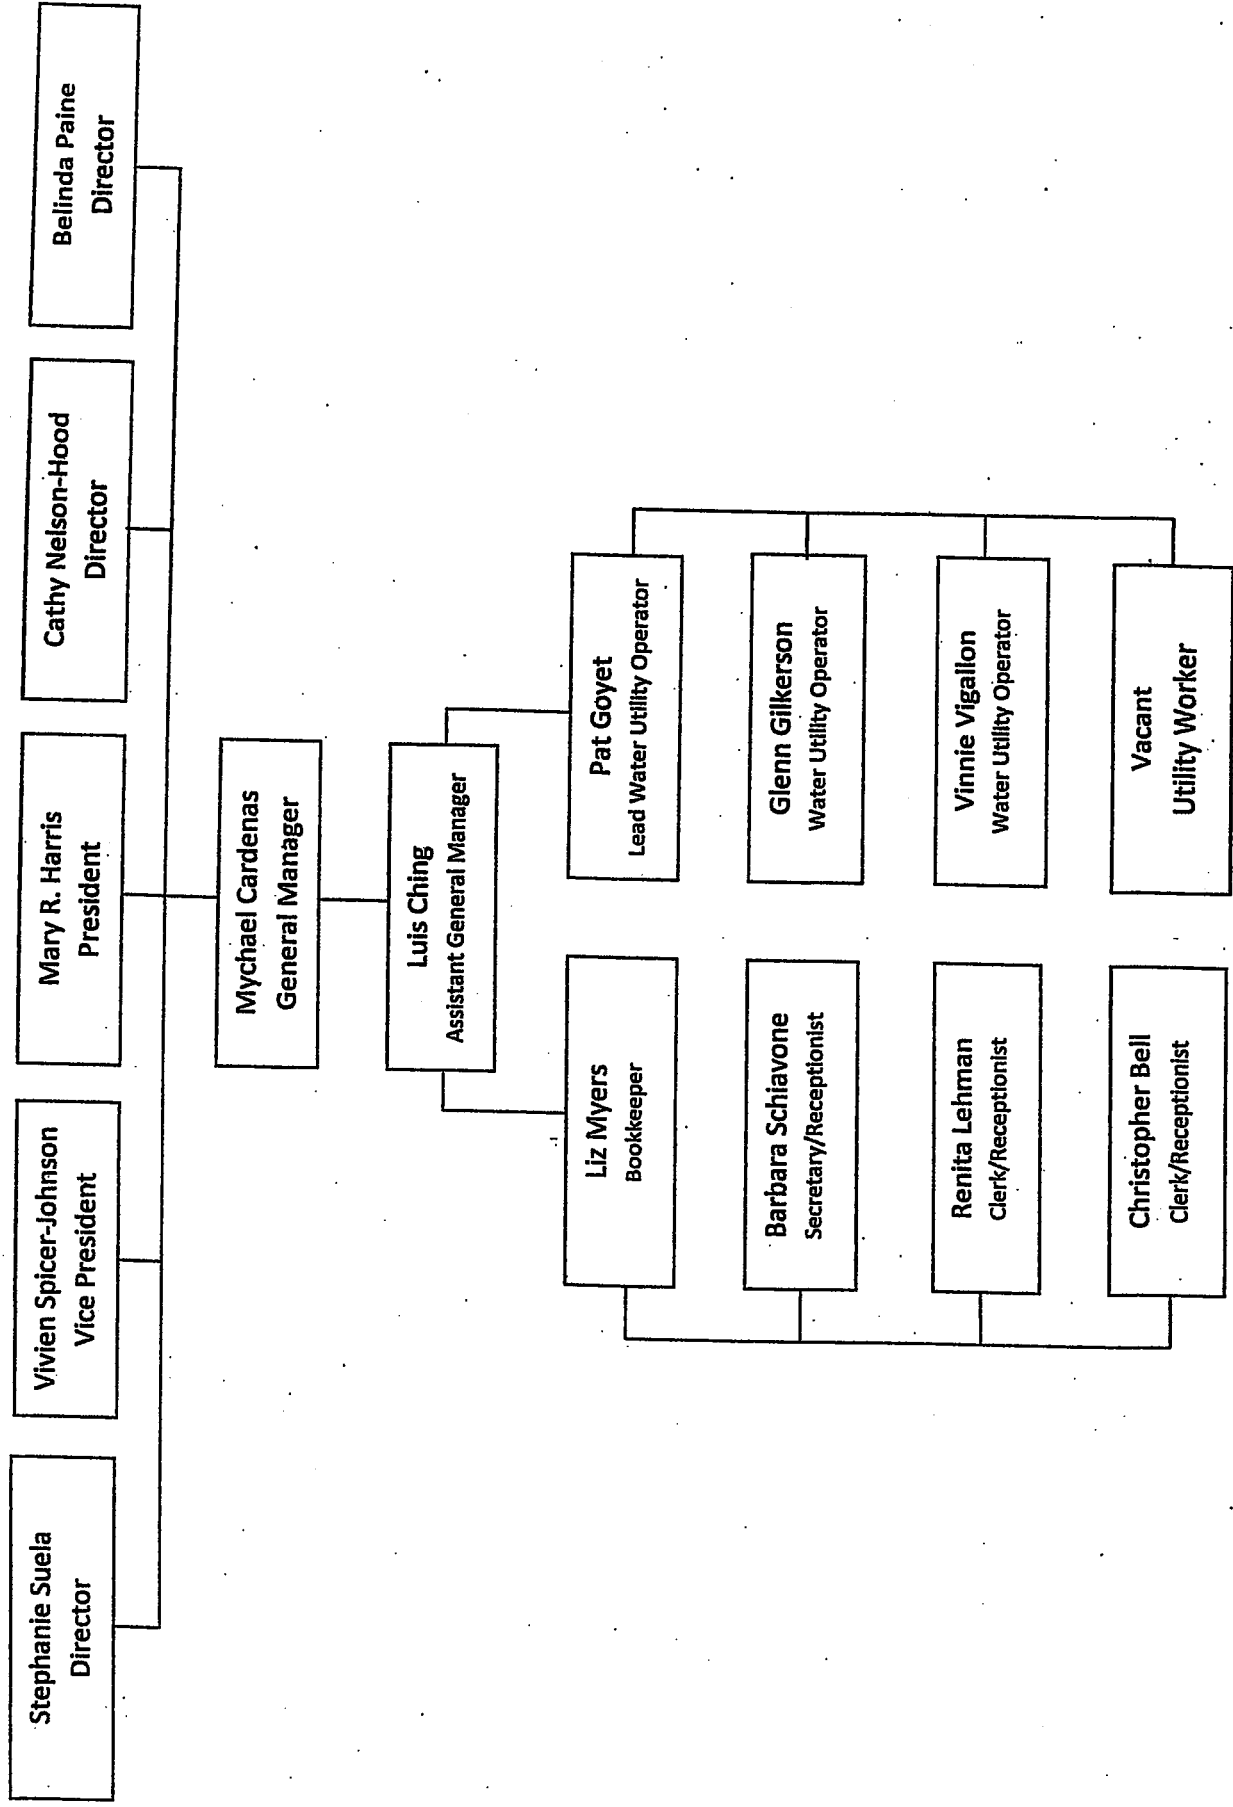 Stephanie Suela
Director
Vivien Spicer-Johnson
Vice President
Mary R. Harris
President
Cathy Nelson-Hood
Director
Belinda Paine
Director
Mychael Cardenas
General Manager
Luis Ching
Assistant General Manager
Liz Myers
Bookkeeper
Pat Goyet
Lead Water Utility Operator
Barbara Schiavone
Secretary/Receptionist
Glenn Gilkerson
Water Utility Operator
Renita Lehman
Clerk/Receptionist
Vinnie Vigallon
Water Utility Operator
Christopher Bell
Clerk/Receptionist
Vacant
Utility Worker